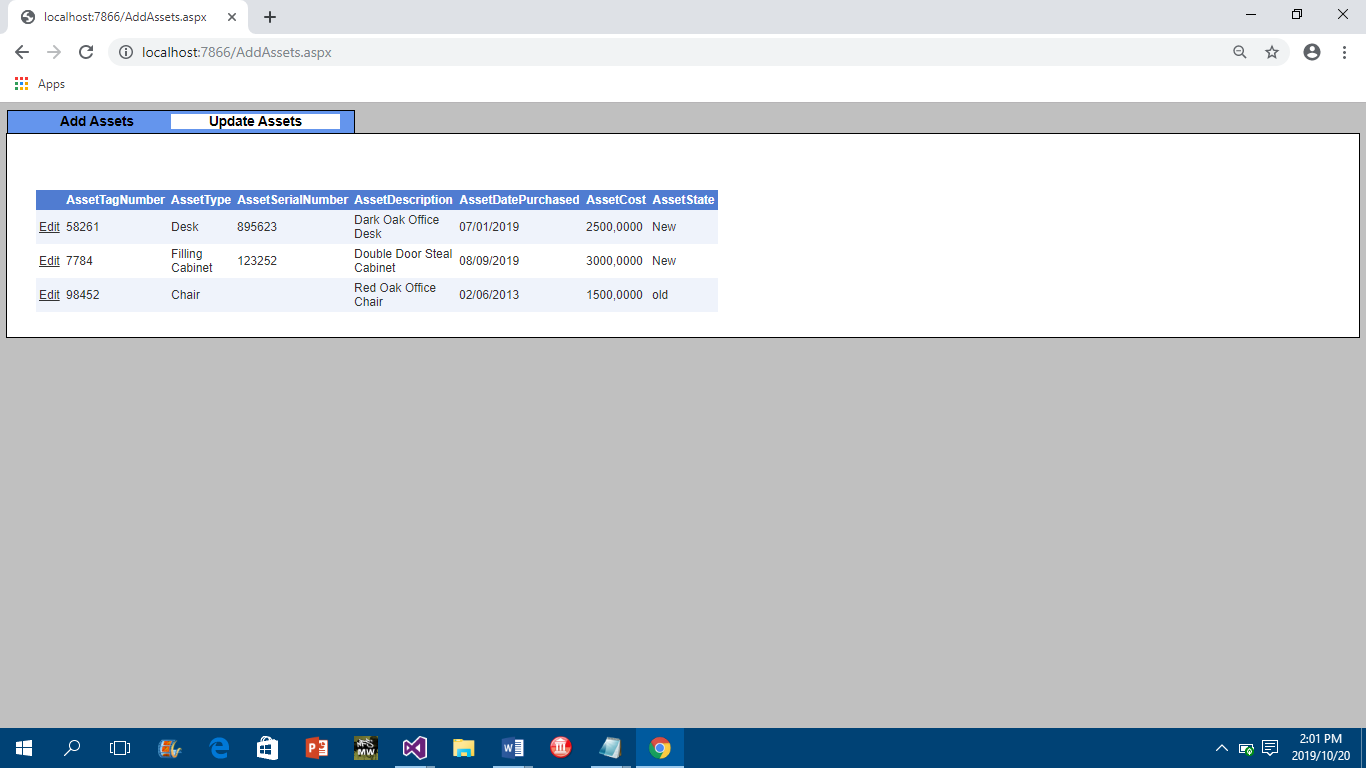 localhost:7866/AddAssets.aspx
localhost:7866/AddAssets.aspx
Apps
Add Assets Update Assets
AssetTagNumber AssetType AssetSerialNumber AssetDescription AssetDatePurchased AssetCost AssetState
Edit 58261 Desk 895623 Dark Oak Office Desk 07/01/2019 2500,0000 New
Edit 7784 Filling Cabinet 123252 Double Door Steal Cabinet 08/09/2019 3000,0000 New
Edit 98452 Chair Red Oak Office Chair 02/06/2013 1500,0000 old
MW
2:01 PM
2019/10/20